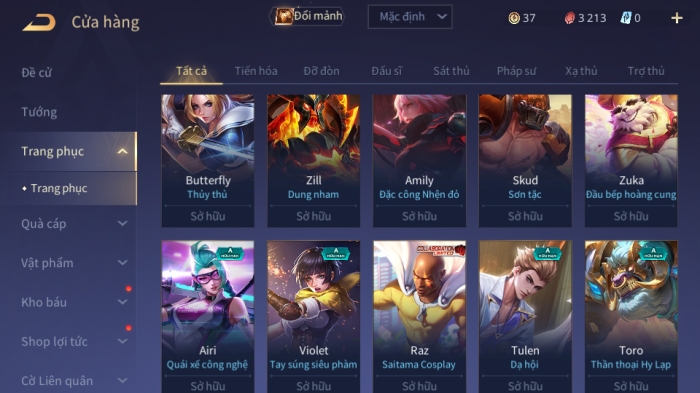 Cửa hàng
Đổi mảnh
Mặc định
37
3 213
0
Đề cử
Tướng
Trang phục
Trang phục
Quà cáp
Vật phẩm
Kho báu
Shop lợi tức
Cờ Liên quân
Tất cả
Tiến hóa
Đỡ đòn
Đấu sĩ
Sát thủ
Pháp sư
Xạ thủ
Trợ thủ
Butterfly
Thủy thủ
Sở hữu
Zill
Dung nham
Sở hữu
Amily
Đặc công Nhện đỏ
Sở hữu
Skud
Sơn tặc
Sở hữu
Zuka
Đầu bếp hoàng cung
Sở hữu
A
HỮU HẠN
Airi
Quái xế công nghệ
Sở hữu
A
HỮU HẠN
Violet
Tay súng siêu phàm
Sở hữu
COLLABORATION
LIMITED
Raz
Saitama Cosplay
Sở hữu
A
HỮU HẠN
Tulen
Dạ hội
Sở hữu
A
HỮU HẠN
Toro
Thần thoại Hy Lạp
Sở hữu